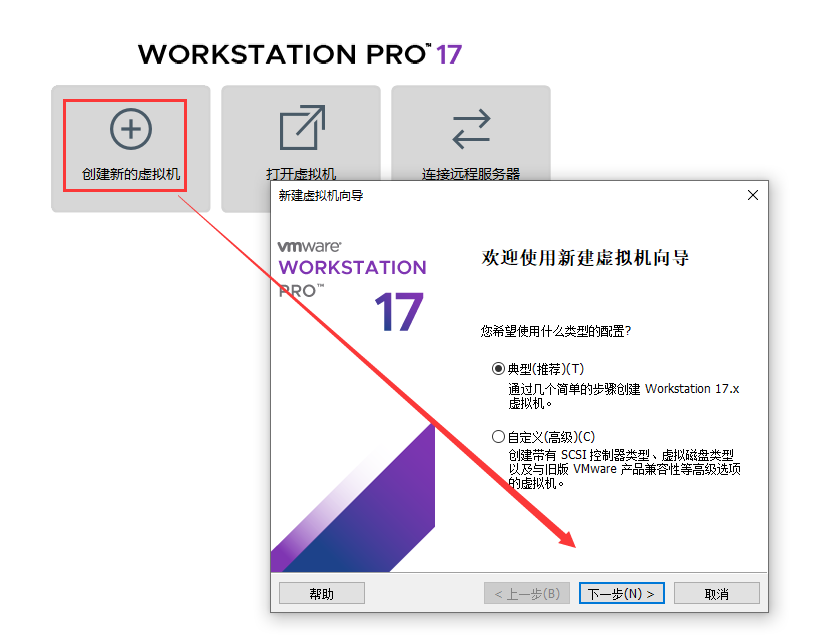 WORKSTATION PRO™ 17
创建新的虚拟机
打开虚拟机
连接远程服务器
新建虚拟机向导
vmware®
WORKSTATION
PRO™
17
欢迎使用新建虚拟机向导
您希望使用什么类型的配置?
典型(推荐)(T)
通过几个简单的步骤创建 Workstation 17.x
虚拟机。
自定义(高级)(C)
创建带有 SCSI 控制器类型、虚拟磁盘类型
以及与旧版 VMware 产品兼容性等高级选项
的虚拟机。
帮助
< 上一步(B)
下一步(N) >
取消